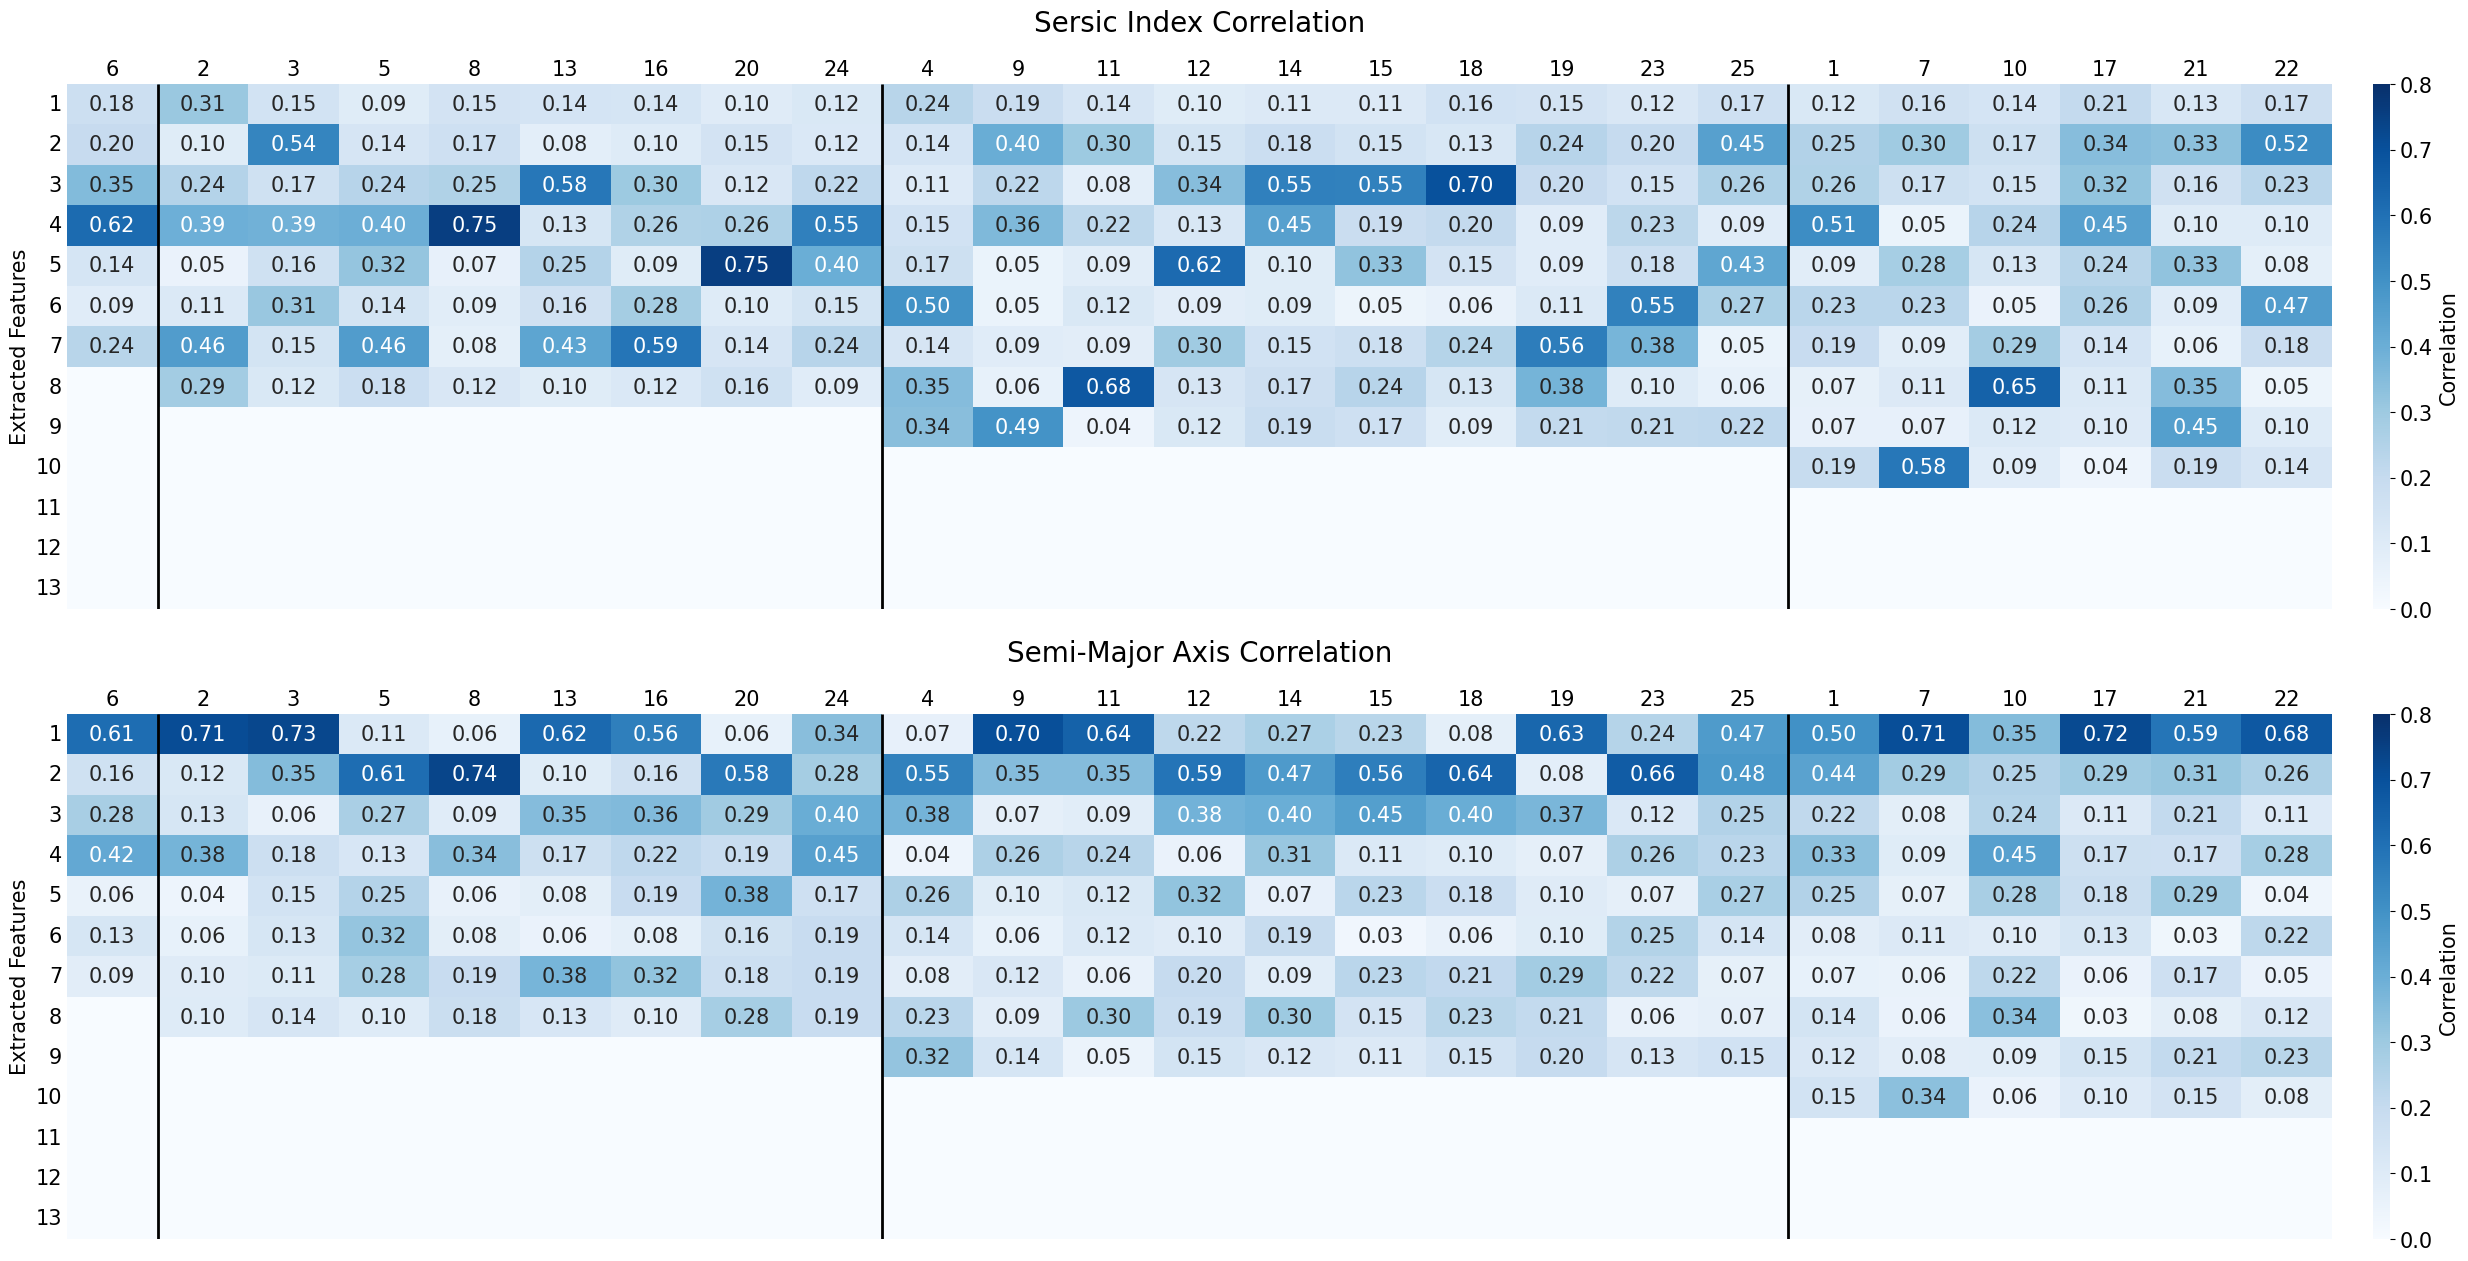 Sersic Index Correlation
6 2 3 5 8 13 16 20 24 4 9 11 12 14 15 18 19 23 25 1 7 10 17 21 22
1 0.18 0.31 0.15 0.09 0.15 0.14 0.14 0.10 0.12 0.24 0.19 0.14 0.10 0.11 0.11 0.16 0.15 0.12 0.17 0.12 0.16 0.14 0.21 0.13 0.17
2 0.20 0.10 0.54 0.14 0.17 0.08 0.10 0.15 0.12 0.14 0.40 0.30 0.15 0.18 0.15 0.13 0.24 0.20 0.45 0.25 0.30 0.17 0.34 0.33 0.52
3 0.35 0.24 0.17 0.24 0.25 0.58 0.30 0.12 0.22 0.11 0.22 0.08 0.34 0.55 0.55 0.70 0.20 0.15 0.26 0.26 0.17 0.15 0.32 0.16 0.23
4 0.62 0.39 0.39 0.40 0.75 0.13 0.26 0.26 0.55 0.15 0.36 0.22 0.13 0.45 0.19 0.20 0.09 0.23 0.09 0.51 0.05 0.24 0.45 0.10 0.10
5 0.14 0.05 0.16 0.32 0.07 0.25 0.09 0.75 0.40 0.17 0.05 0.09 0.62 0.10 0.33 0.15 0.09 0.18 0.43 0.09 0.28 0.13 0.24 0.33 0.08
6 0.09 0.11 0.31 0.14 0.09 0.16 0.28 0.10 0.15 0.50 0.05 0.12 0.09 0.09 0.05 0.06 0.11 0.55 0.27 0.23 0.23 0.05 0.26 0.09 0.47
7 0.24 0.46 0.15 0.46 0.08 0.43 0.59 0.14 0.24 0.14 0.09 0.09 0.30 0.15 0.18 0.24 0.56 0.38 0.05 0.19 0.09 0.29 0.14 0.06 0.18
8 0.29 0.12 0.18 0.12 0.10 0.12 0.16 0.09 0.35 0.06 0.68 0.13 0.17 0.24 0.13 0.38 0.10 0.06 0.07 0.11 0.65 0.11 0.35 0.05
9 0.34 0.49 0.04 0.12 0.19 0.17 0.09 0.21 0.21 0.22 0.07 0.07 0.12 0.10 0.45 0.10
10 0.19 0.58 0.09 0.04 0.19 0.14
11
12
13
Extracted Features
0.8
0.7
0.6
0.5
0.4
0.3
0.2
0.1
0.0
Correlation
Semi-Major Axis Correlation
6 2 3 5 8 13 16 20 24 4 9 11 12 14 15 18 19 23 25 1 7 10 17 21 22
1 0.61 0.71 0.73 0.11 0.06 0.62 0.56 0.06 0.34 0.07 0.70 0.64 0.22 0.27 0.23 0.08 0.63 0.24 0.47 0.50 0.71 0.35 0.72 0.59 0.68
2 0.16 0.12 0.35 0.61 0.74 0.10 0.16 0.58 0.28 0.55 0.35 0.35 0.59 0.47 0.56 0.64 0.08 0.66 0.48 0.44 0.29 0.25 0.29 0.31 0.26
3 0.28 0.13 0.06 0.27 0.09 0.35 0.36 0.29 0.40 0.38 0.07 0.09 0.38 0.40 0.45 0.40 0.37 0.12 0.25 0.22 0.08 0.24 0.11 0.21 0.11
4 0.42 0.38 0.18 0.13 0.34 0.17 0.22 0.19 0.45 0.04 0.26 0.24 0.06 0.31 0.11 0.10 0.07 0.26 0.23 0.33 0.09 0.45 0.17 0.17 0.28
5 0.06 0.04 0.15 0.25 0.06 0.08 0.19 0.38 0.17 0.26 0.10 0.12 0.32 0.07 0.23 0.18 0.10 0.07 0.27 0.25 0.07 0.28 0.18 0.29 0.04
6 0.13 0.06 0.13 0.32 0.08 0.06 0.08 0.16 0.19 0.14 0.06 0.12 0.10 0.19 0.03 0.06 0.10 0.25 0.14 0.08 0.11 0.10 0.13 0.03 0.22
7 0.09 0.10 0.11 0.28 0.19 0.38 0.32 0.18 0.19 0.08 0.12 0.06 0.20 0.09 0.23 0.21 0.29 0.22 0.07 0.07 0.06 0.22 0.06 0.17 0.05
8 0.10 0.14 0.10 0.18 0.13 0.10 0.28 0.19 0.23 0.09 0.30 0.19 0.30 0.15 0.23 0.21 0.06 0.07 0.14 0.06 0.34 0.03 0.08 0.12
9 0.32 0.14 0.05 0.15 0.12 0.11 0.15 0.20 0.13 0.15 0.12 0.08 0.09 0.15 0.21 0.23
10 0.15 0.34 0.06 0.10 0.15 0.08
11
12
13
Extracted Features
0.8
0.7
0.6
0.5
0.4
0.3
0.2
0.1
0.0
Correlation